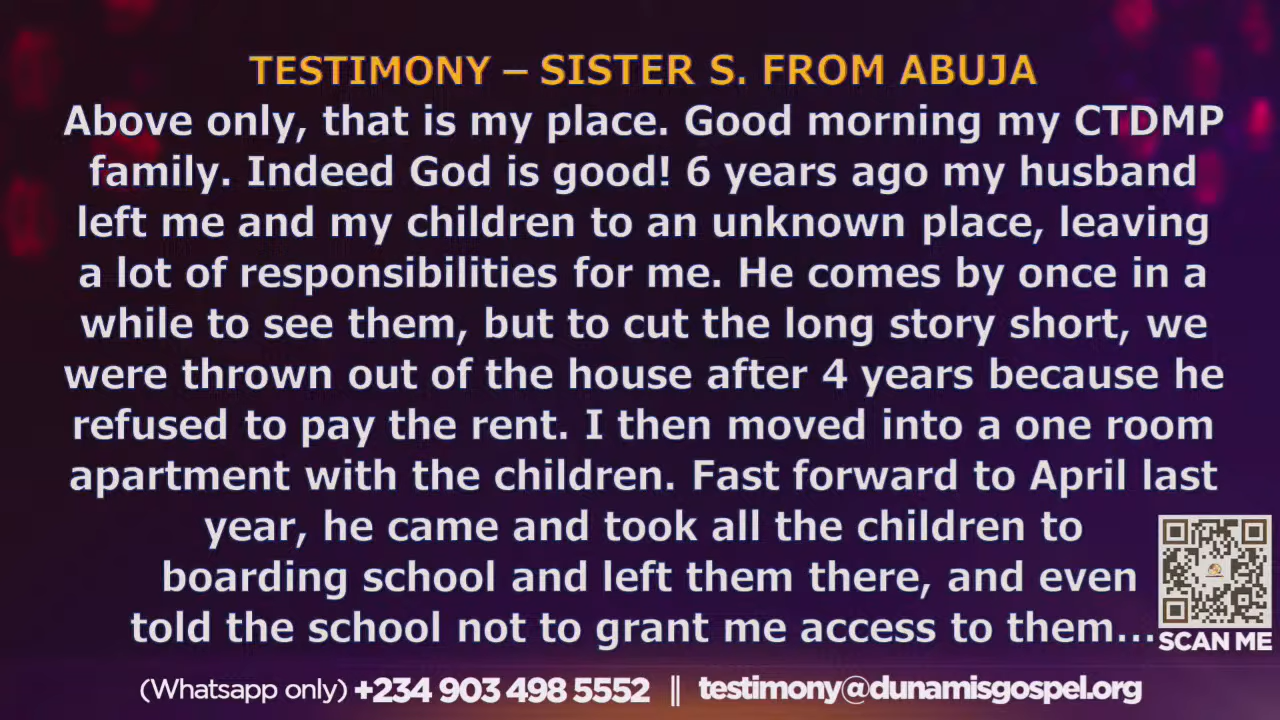 TESTIMONY – SISTER S. FROM ABUJA
Above only, that is my place. Good morning my CTDMP
family. Indeed God is good! 6 years ago my husband
left me and my children to an unknown place, leaving
a lot of responsibilities for me. He comes by once in a
while to see them, but to cut the long story short, we
were thrown out of the house after 4 years because he
refused to pay the rent. I then moved into a one room
apartment with the children. Fast forward to April last
year, he came and took all the children to
boarding school and left them there, and even
told the school not to grant me access to them...
SCAN ME
(Whatsapp only) +234 903 498 5552 || testimony@dunamisgospel.org